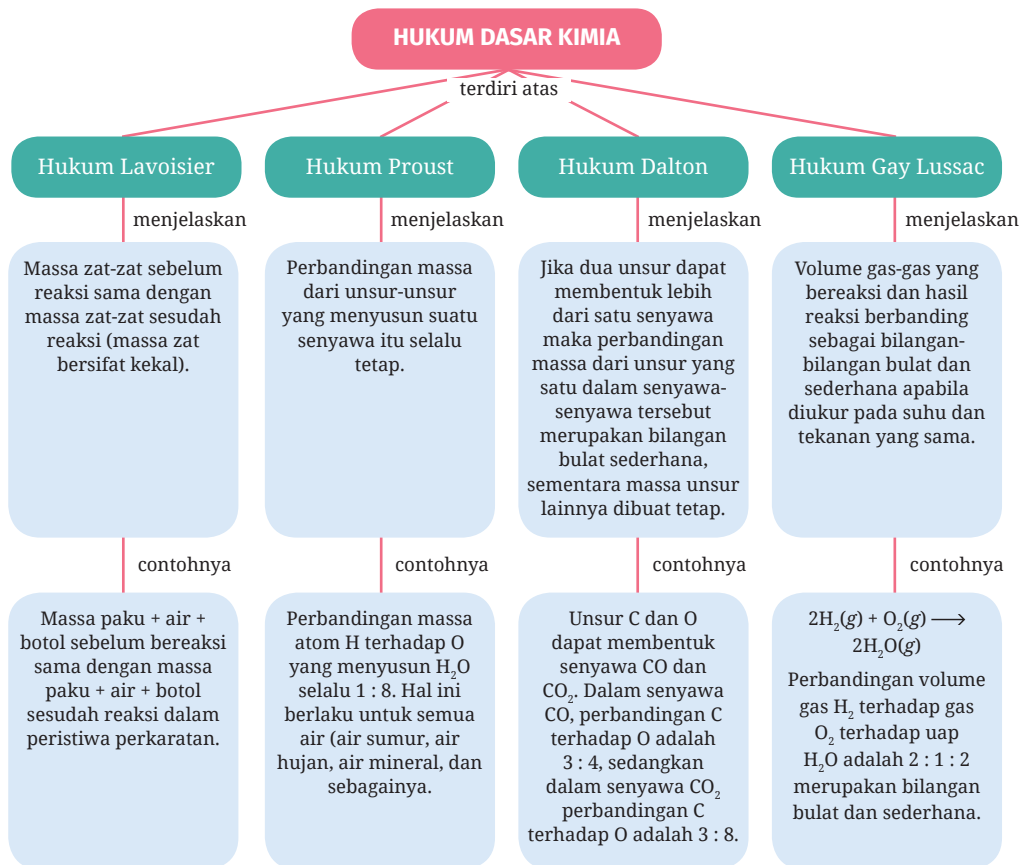 HUKUM DASAR KIMIA
terdiri atas
Hukum Lavoisier
menjelaskan
Massa zat-zat sebelum
reaksi sama dengan
massa zat-zat sesudah
reaksi (massa zat
bersifat kekal).
contohnya
Massa paku + air +
botol sebelum bereaksi
sama dengan massa
paku + air + botol
sesudah reaksi dalam
peristiwa perkaratan.
Hukum Proust
menjelaskan
Perbandingan massa
dari unsur-unsur
yang menyusun suatu
senyawa itu selalu
tetap.
contohnya
Perbandingan massa
atom H terhadap O
yang menyusun H₂O
selalu 1 : 8. Hal ini
berlaku untuk semua
air (air sumur, air
hujan, air mineral, dan
sebagainya.
Hukum Dalton
menjelaskan
Jika dua unsur dapat
membentuk lebih
dari satu senyawa
maka perbandingan
massa dari unsur yang
satu dalam senyawa-
senyawa tersebut
merupakan bilangan
bulat sederhana,
sementara massa unsur
lainnya dibuat tetap.
contohnya
Unsur C dan O
dapat membentuk
senyawa CO dan
CO₂. Dalam senyawa
CO, perbandingan C
terhadap O adalah
3 : 4, sedangkan
dalam senyawa CO₂
perbandingan C
terhadap O adalah 3 : 8.
Hukum Gay Lussac
menjelaskan
Volume gas-gas yang
bereaksi dan hasil
reaksi berbanding
sebagai bilangan-
bilangan bulat dan
sederhana apabila
diukur pada suhu dan
tekanan yang sama.
contohnya
2H₂(g) + O₂(g) ⟶
2H₂O(g)
Perbandingan volume
gas H₂ terhadap gas
O₂ terhadap uap
H₂O adalah 2 : 1 : 2
merupakan bilangan
bulat dan sederhana.